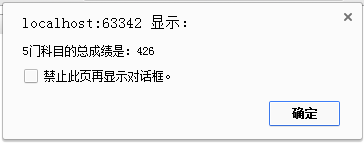 localhost:63342 显示：
5门科目的总成绩是：426
禁止此页再显示对话框。
确定